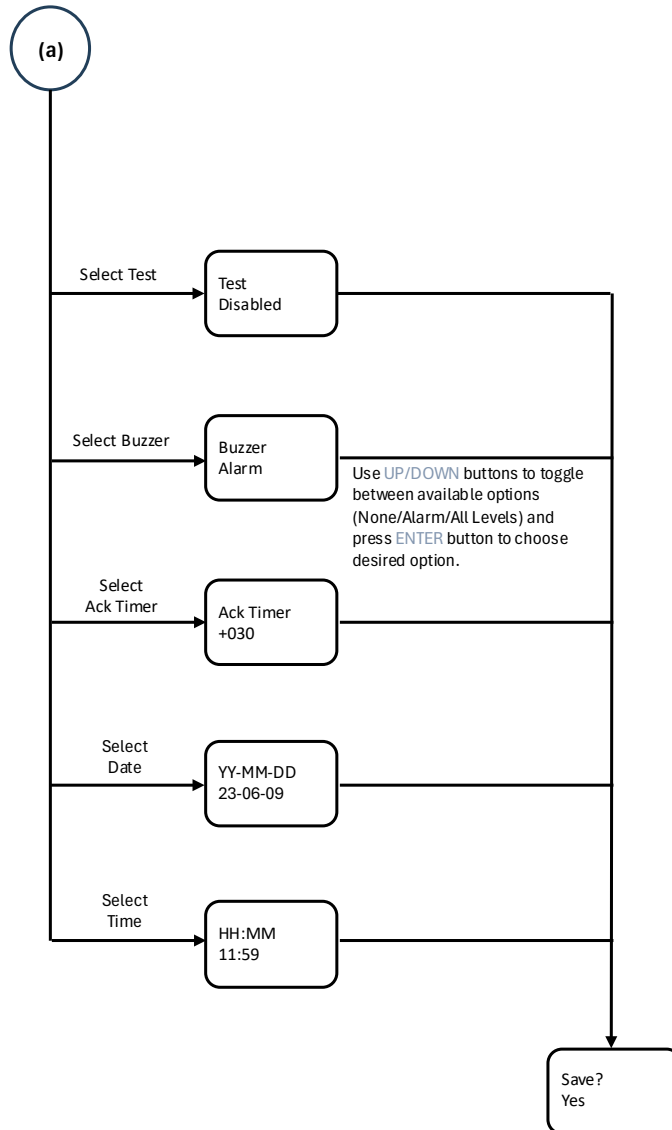 (a)
Select Test
Test
Disabled
Select Buzzer
Buzzer
Alarm
Use UP/DOWN buttons to toggle
between available options
(None/Alarm/All Levels) and
press ENTER button to choose
desired option.
Select
Ack Timer
Ack Timer
+030
Select
Date
YY-MM-DD
23-06-09
Select
Time
HH:MM
11:59
Save?
Yes